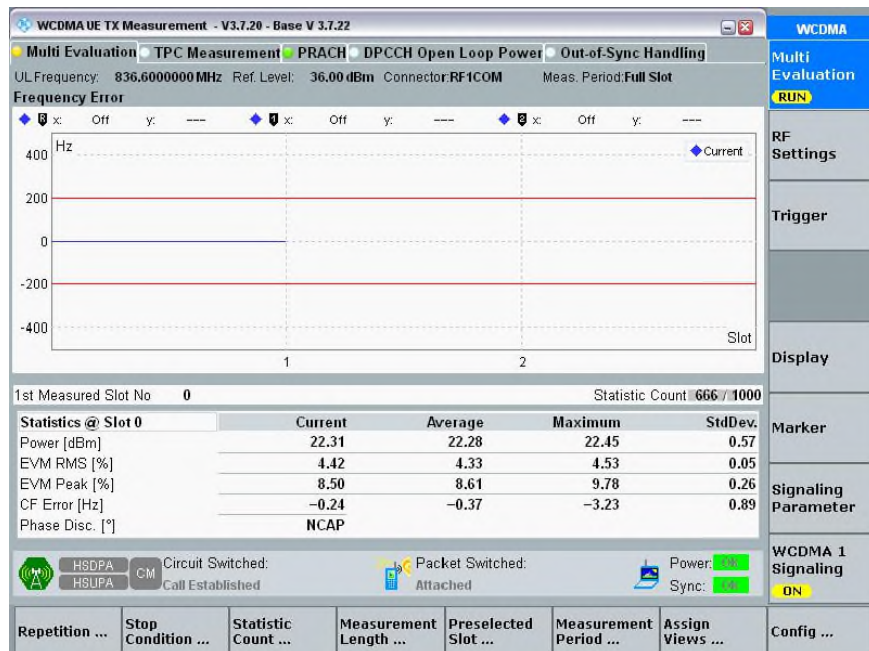 WCDMA UE TX Measurement - V3.7.20 - Base V 3.7.22
WCDMA
Multi Evaluation TPC Measurement PRACH DPCCH Open Loop Power Out-of-Sync Handling
UL Frequency: 836.6000000 MHz Ref. Level: 36.00 dBm Connector:RF1COM Meas. Period:Full Slot
Frequency Error
x: Off y: --- 1 x: Off y: --- 2 x: Off y: ---
Hz
Current
400
200
0
-200
-400
Slot
1 2
1st Measured Slot No 0 Statistic Count 666 / 1000
Statistics @ Slot 0 Current Average Maximum StdDev.
Power [dBm] 22.31 22.28 22.45 0.57
EVM RMS [%] 4.42 4.33 4.53 0.05
EVM Peak [%] 8.50 8.61 9.78 0.26
CF Error [Hz] −0.24 −0.37 −3.23 0.89
Phase Disc. [°] NCAP
HSDPA
HSUPA
CM
Circuit Switched:
Call Established
Packet Switched:
Attached
Power: OK
Sync: OK
Multi
Evaluation
RUN
RF
Settings
Trigger
Display
Marker
Signaling
Parameter
WCDMA 1
Signaling
ON
Repetition ...
Stop
Condition ...
Statistic
Count ...
Measurement
Length ...
Preselected
Slot ...
Measurement
Period ...
Assign
Views ...
Config ...